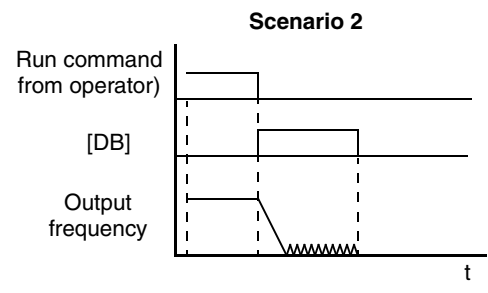 Scenario 2
Run command
from operator)
[DB]
Output
frequency
t